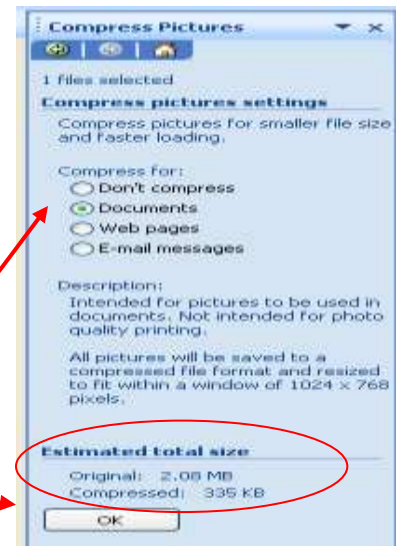 Compress Pictures
1 files selected
Compress pictures settings
Compress pictures for smaller file size
and faster loading.
Compress for:
Don't compress
Documents
Web pages
E-mail messages
Description:
Intended for pictures to be used in
documents. Not intended for photo
quality printing.
All pictures will be saved to a
compressed file format and resized
to fit within a window of 1024 x 768
pixels.
Estimated total size
Original: 2.08 MB
Compressed: 335 KB
OK